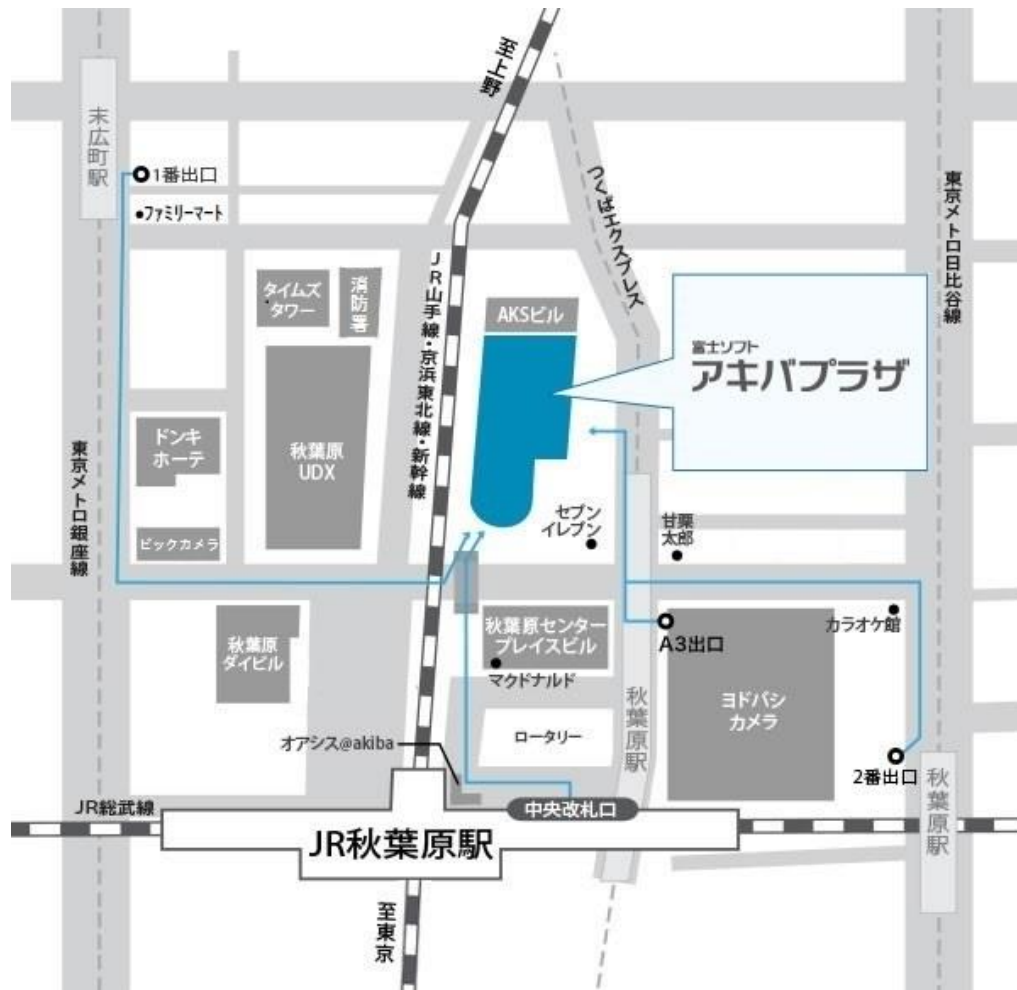 至上野
末広町駅
1番出口
ファミリーマート
つくばエクスプレス
東京メトロ日比谷線
タイムズ
タワー
消防署
JR山手線・京浜東北線・新幹線
AKSビル
富士ソフト
アキバプラザ
ドンキ
ホーテ
秋葉原
UDX
東京メトロ銀座線
ビックカメラ
セブン
イレブン
甘栗
太郎
秋葉原
ダイビル
秋葉原センター
プレイスビル
マクドナルド
A3出口
カラオケ館
ヨドバシ
カメラ
秋葉原駅
ロータリー
オアシス@akiba
2番出口
秋葉原駅
JR総武線
中央改札口
JR秋葉原駅
至東京